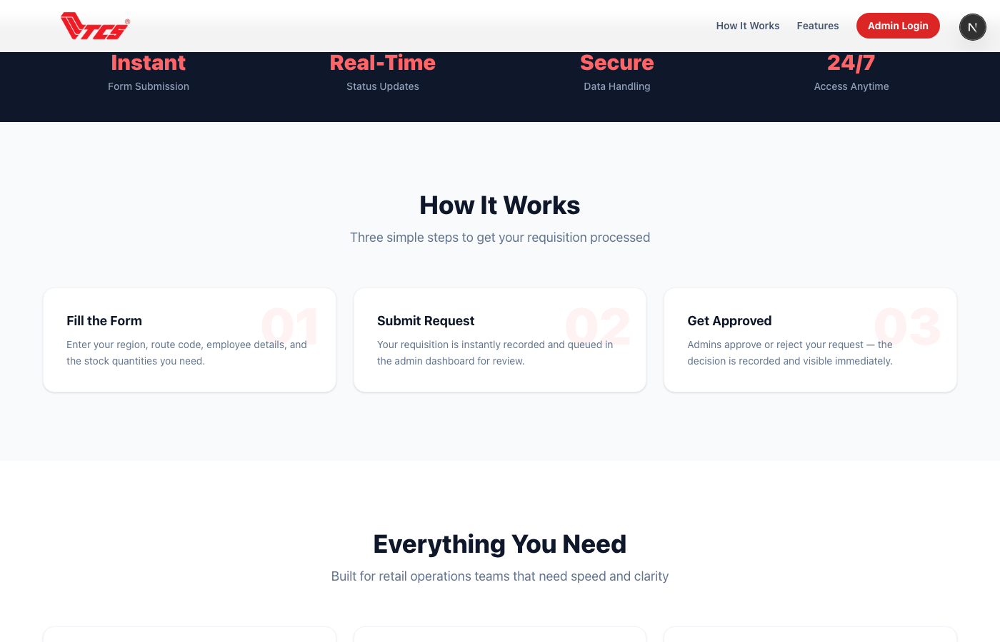 TCS®
How It Works
Features
Admin Login
N
Instant
Real-Time
Secure
24/7
Form Submission
Status Updates
Data Handling
Access Anytime
How It Works
Three simple steps to get your requisition processed
01
Fill the Form
Enter your region, route code, employee details, and
the stock quantities you need.
02
Submit Request
Your requisition is instantly recorded and queued in
the admin dashboard for review.
03
Get Approved
Admins approve or reject your request — the
decision is recorded and visible immediately.
Everything You Need
Built for retail operations teams that need speed and clarity